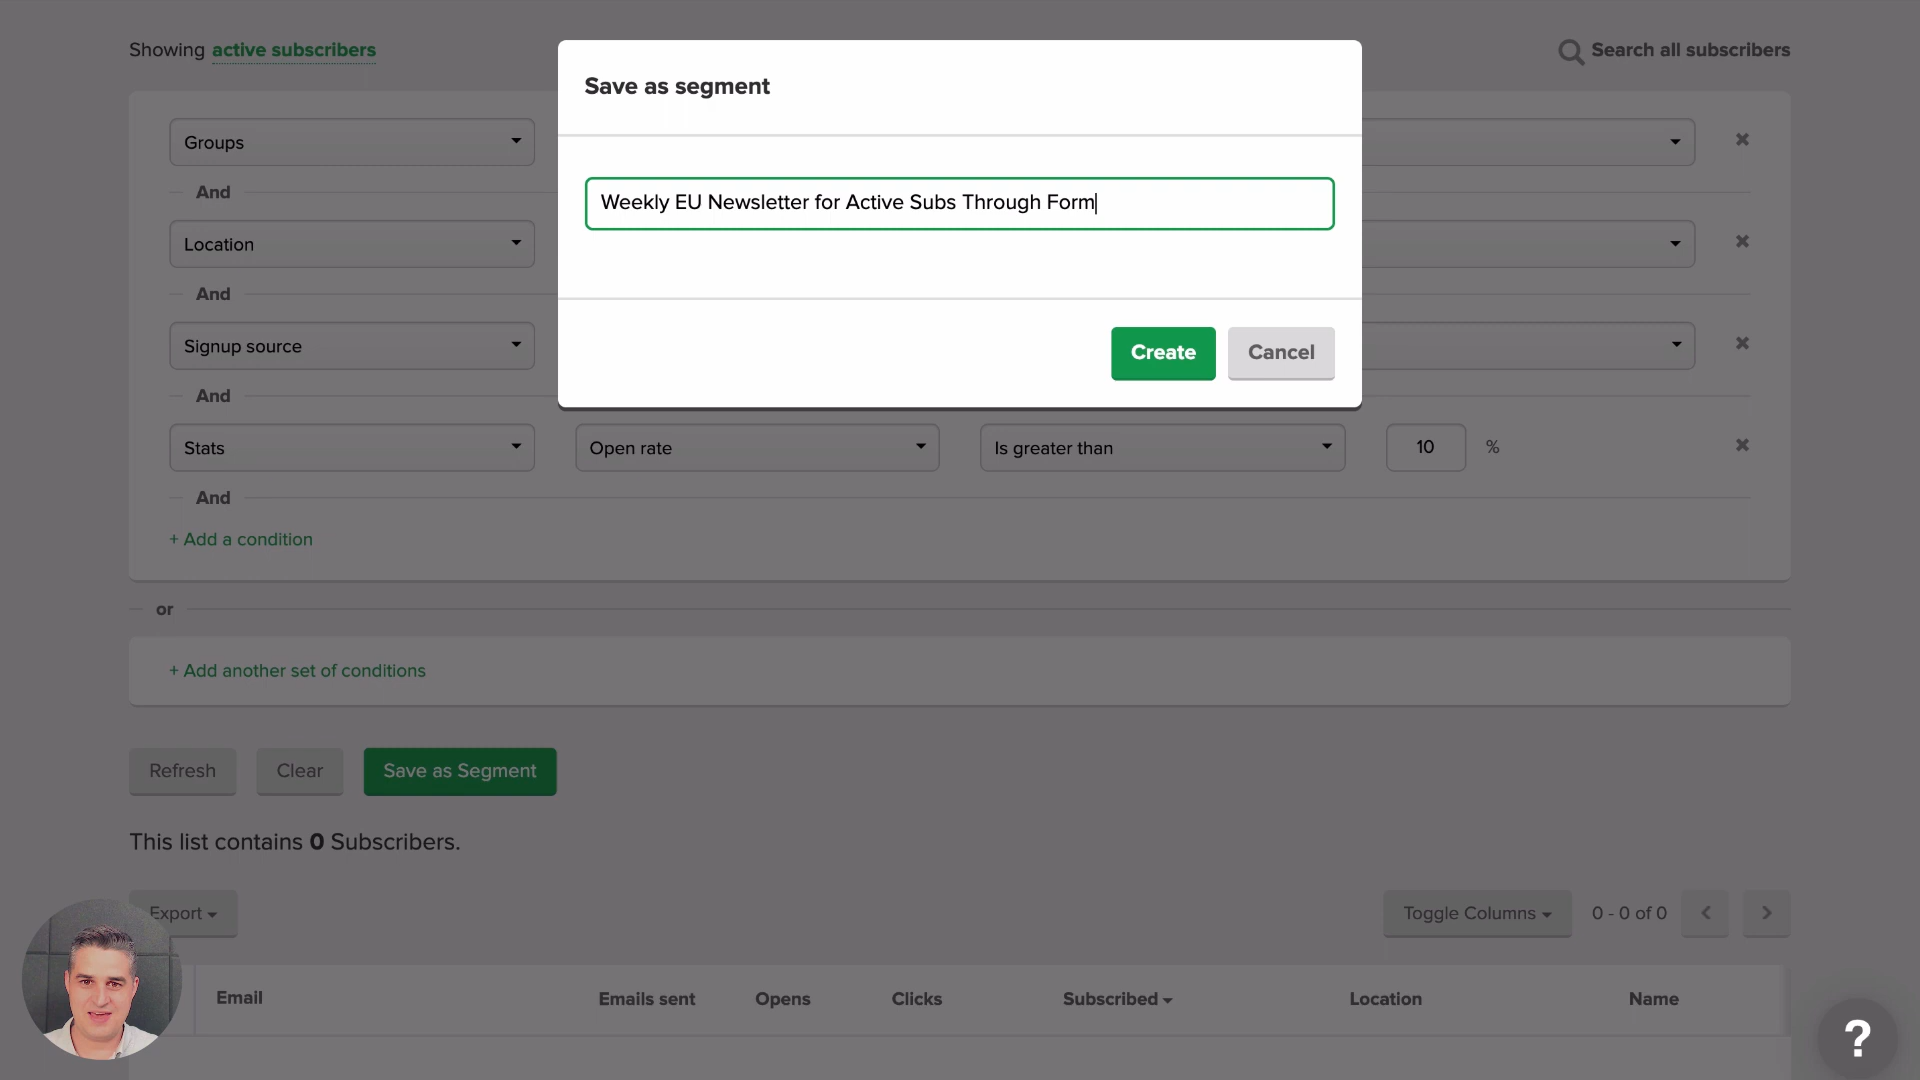 Showing active subscribers
Search all subscribers
Save as segment
Weekly EU Newsletter for Active Subs Through Form
Create Cancel
Groups
And
Location
And
Signup source
And
Stats Open rate Is greater than 10 %
And
+ Add a condition
or
+ Add another set of conditions
Refresh Clear Save as Segment
This list contains 0 Subscribers.
Export Toggle Columns 0 - 0 of 0
Email Emails sent Opens Clicks Subscribed Location Name
?